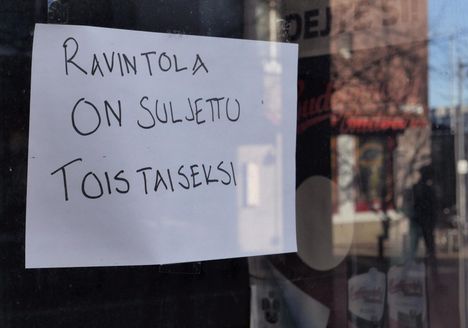 RAVINTOLA
ON SULJETTU
TOISTAISEKSI